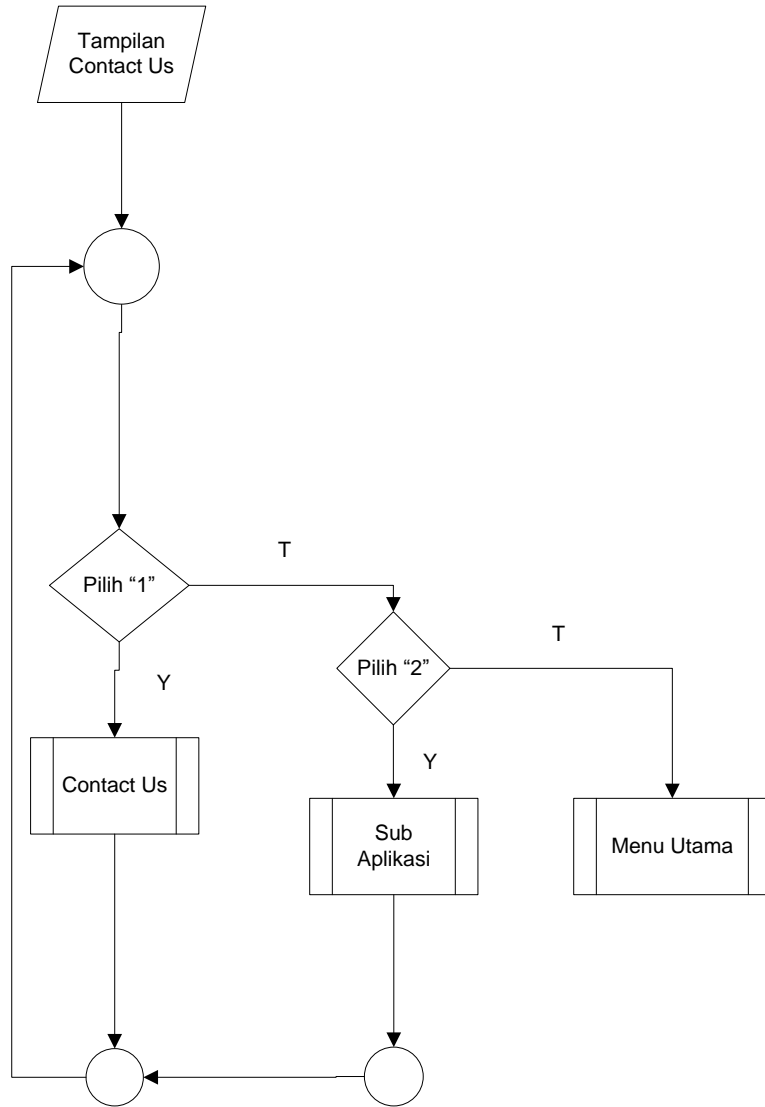 Tampilan
Contact Us
Pilih “1”
T
Pilih “2”
T
Y
Y
Contact Us
Sub
Aplikasi
Menu Utama